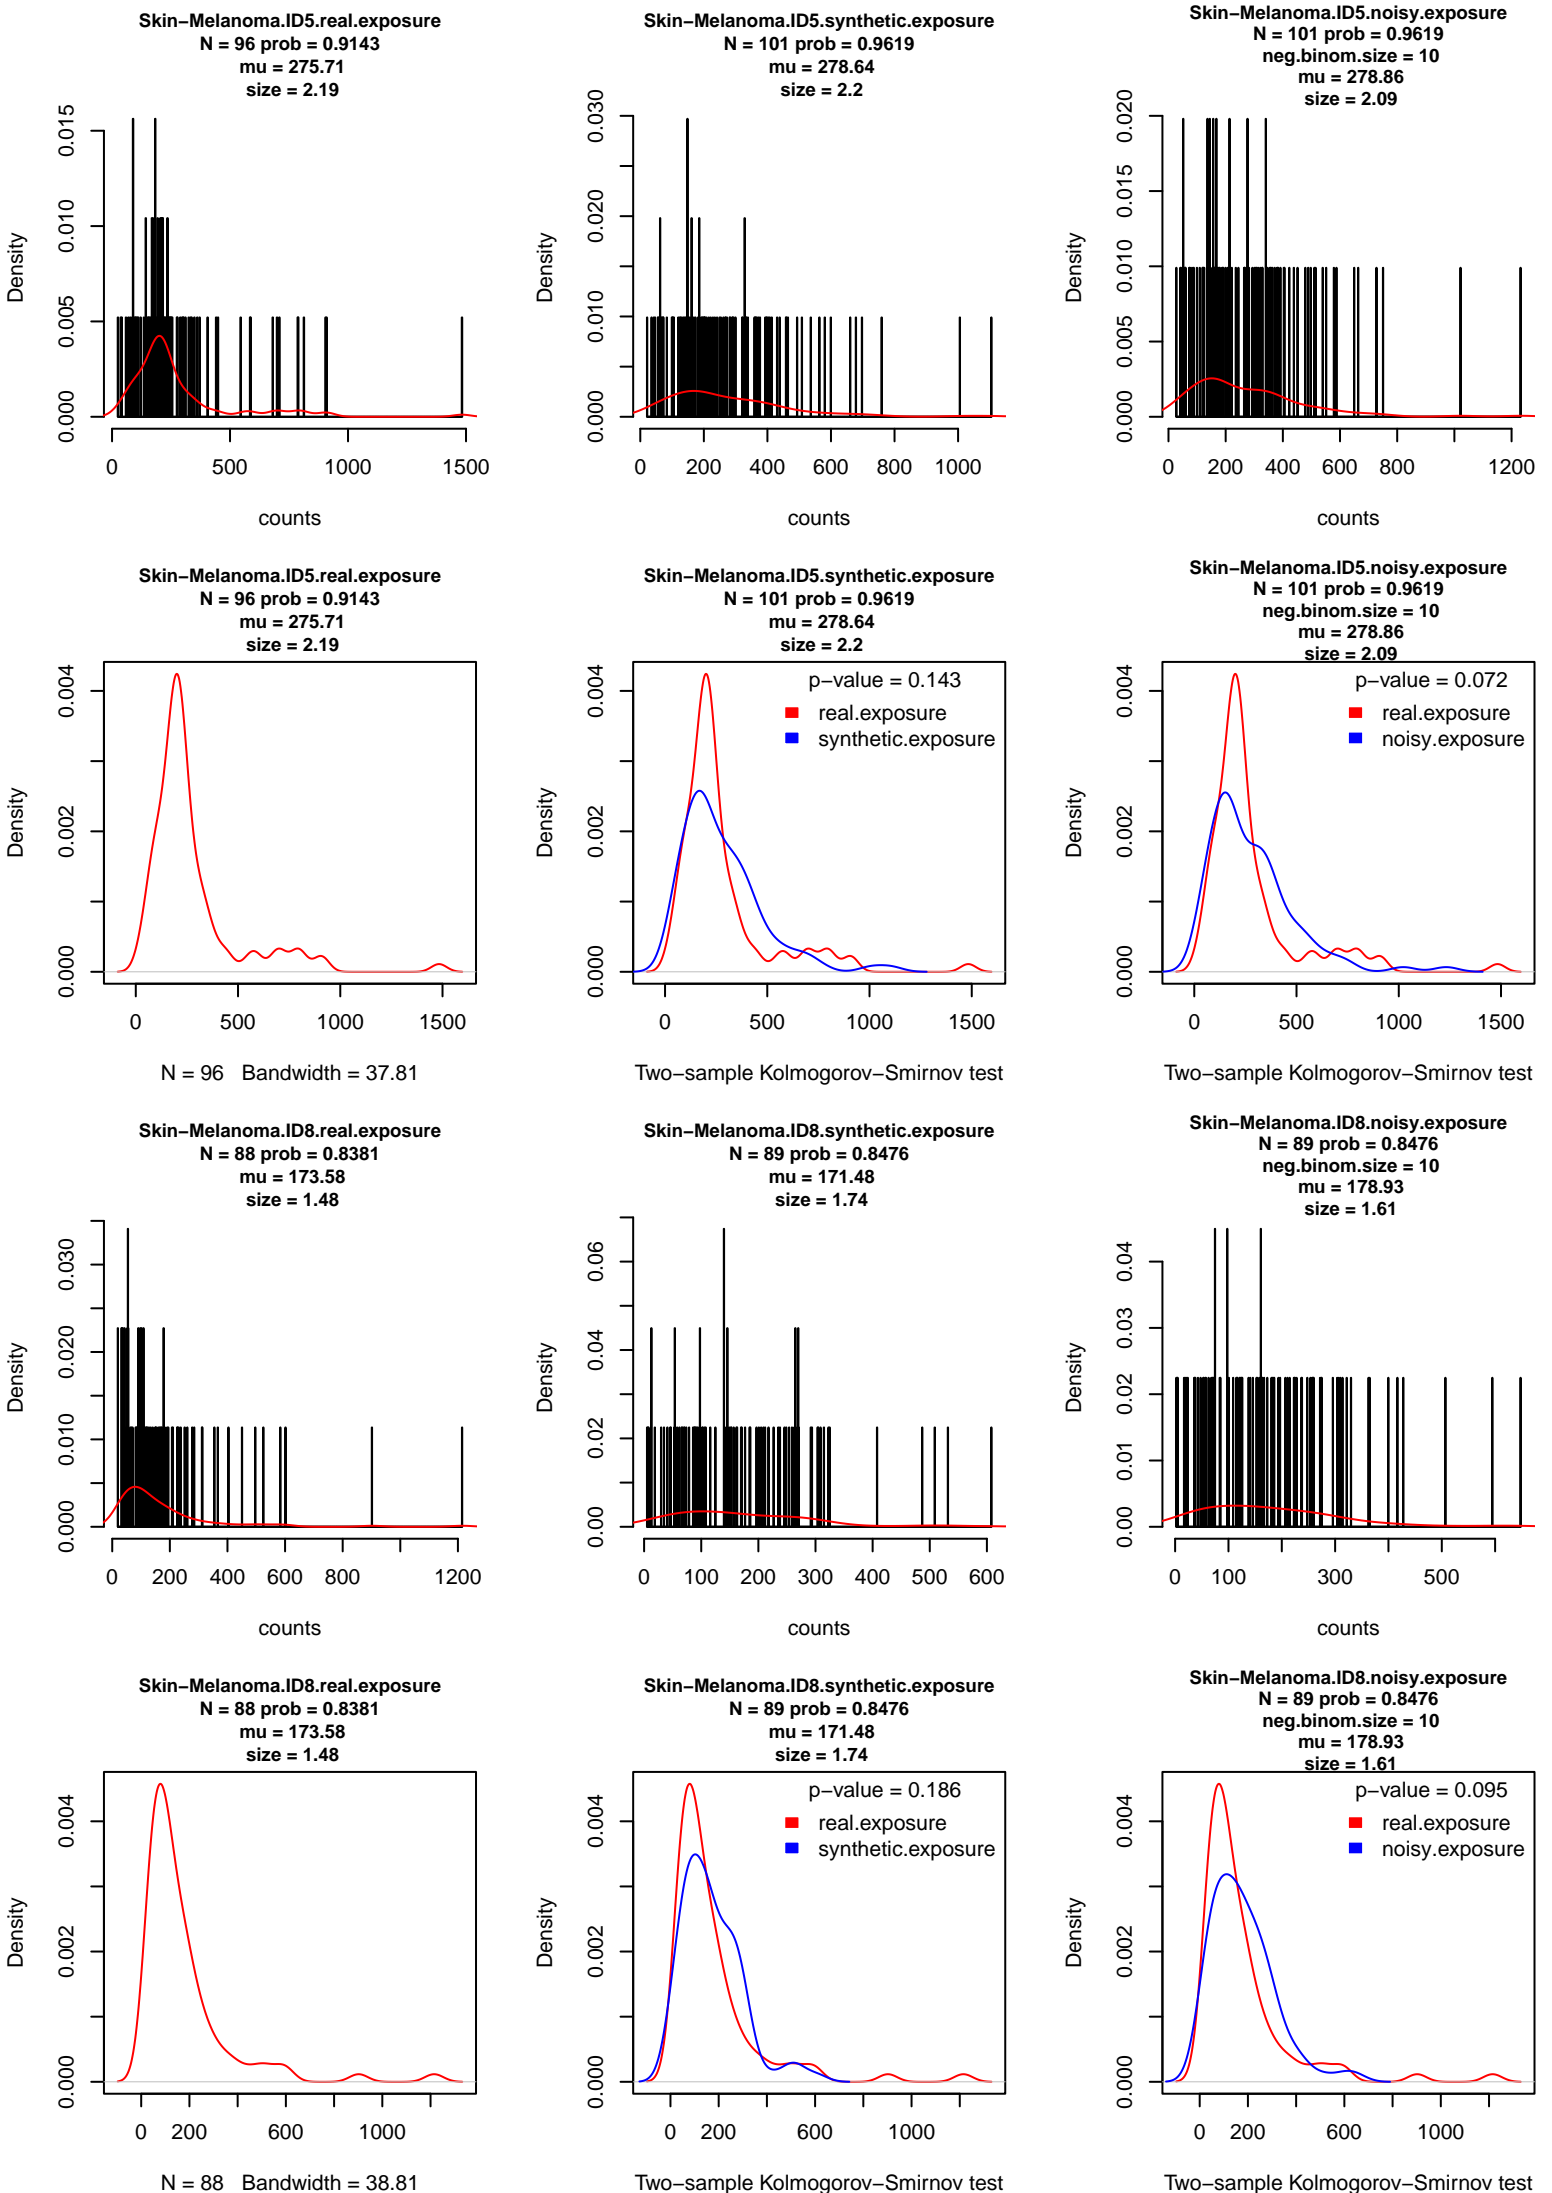 Skin−Melanoma.ID5.real.exposure
N = 96 prob = 0.9143
mu = 275.71
size = 2.19
Density
0.000 0.005 0.010 0.015
0 500 1000 1500
counts
Skin−Melanoma.ID5.synthetic.exposure
N = 101 prob = 0.9619
mu = 278.64
size = 2.2
Density
0.000 0.010 0.020 0.030
0 200 400 600 800 1000
counts
Skin−Melanoma.ID5.noisy.exposure
N = 101 prob = 0.9619
neg.binom.size = 10
mu = 278.86
size = 2.09
Density
0.000 0.005 0.010 0.015 0.020
0 200 400 600 800 1200
counts
Skin−Melanoma.ID5.real.exposure
N = 96 prob = 0.9143
mu = 275.71
size = 2.19
Density
0.000 0.002 0.004
0 500 1000 1500
N = 96 Bandwidth = 37.81
Skin−Melanoma.ID5.synthetic.exposure
N = 101 prob = 0.9619
mu = 278.64
size = 2.2
p−value = 0.143
real.exposure
synthetic.exposure
Density
0.000 0.002 0.004
0 500 1000 1500
Two−sample Kolmogorov−Smirnov test
Skin−Melanoma.ID5.noisy.exposure
N = 101 prob = 0.9619
neg.binom.size = 10
mu = 278.86
size = 2.09
p−value = 0.072
real.exposure
noisy.exposure
Density
0.000 0.002 0.004
0 500 1000 1500
Two−sample Kolmogorov−Smirnov test
Skin−Melanoma.ID8.real.exposure
N = 88 prob = 0.8381
mu = 173.58
size = 1.48
Density
0.000 0.010 0.020 0.030
0 200 400 600 800 1200
counts
Skin−Melanoma.ID8.synthetic.exposure
N = 89 prob = 0.8476
mu = 171.48
size = 1.74
Density
0.00 0.02 0.04 0.06
0 100 200 300 400 500 600
counts
Skin−Melanoma.ID8.noisy.exposure
N = 89 prob = 0.8476
neg.binom.size = 10
mu = 178.93
size = 1.61
Density
0.00 0.01 0.02 0.03 0.04
0 100 300 500
counts
Skin−Melanoma.ID8.real.exposure
N = 88 prob = 0.8381
mu = 173.58
size = 1.48
Density
0.000 0.002 0.004
0 200 600 1000
N = 88 Bandwidth = 38.81
Skin−Melanoma.ID8.synthetic.exposure
N = 89 prob = 0.8476
mu = 171.48
size = 1.74
p−value = 0.186
real.exposure
synthetic.exposure
Density
0.000 0.002 0.004
0 200 600 1000
Two−sample Kolmogorov−Smirnov test
Skin−Melanoma.ID8.noisy.exposure
N = 89 prob = 0.8476
neg.binom.size = 10
mu = 178.93
size = 1.61
p−value = 0.095
real.exposure
noisy.exposure
Density
0.000 0.002 0.004
0 200 600 1000
Two−sample Kolmogorov−Smirnov test